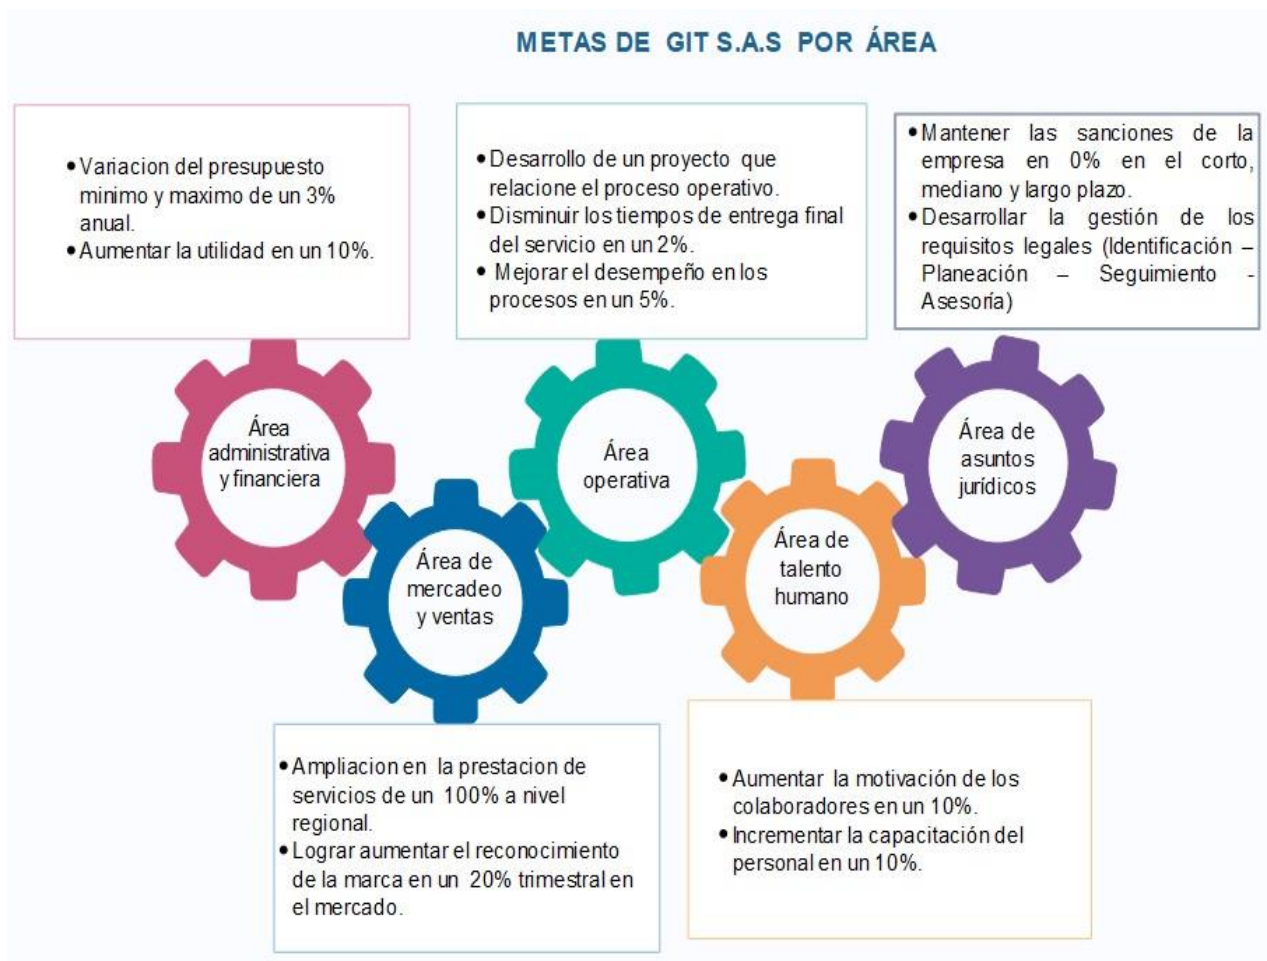 METAS DE GIT S.A.S POR ÁREA
•Variacion del presupuesto
minimo y maximo de un 3%
anual.
•Aumentar la utilidad en un 10%.
•Desarrollo de un proyecto que
relacione el proceso operativo.
•Disminuir los tiempos de entrega final
del servicio en un 2%.
• Mejorar el desempeño en los
procesos en un 5%.
•Mantener las sanciones de la
empresa en 0% en el corto,
mediano y largo plazo.
•Desarrollar la gestión de los
requisitos legales (Identificación –
Planeación – Seguimiento -
Asesoría)
Área
administrativa
y financiera
Área de
mercadeo
y ventas
Área
operativa
Área de
talento
humano
Área de
asuntos
jurídicos
•Ampliacion en la prestacion de
servicios de un 100% a nivel
regional.
•Lograr aumentar el reconocimiento
de la marca en un 20% trimestral en
el mercado.
•Aumentar la motivación de los
colaboradores en un 10%.
•Incrementar la capacitación del
personal en un 10%.